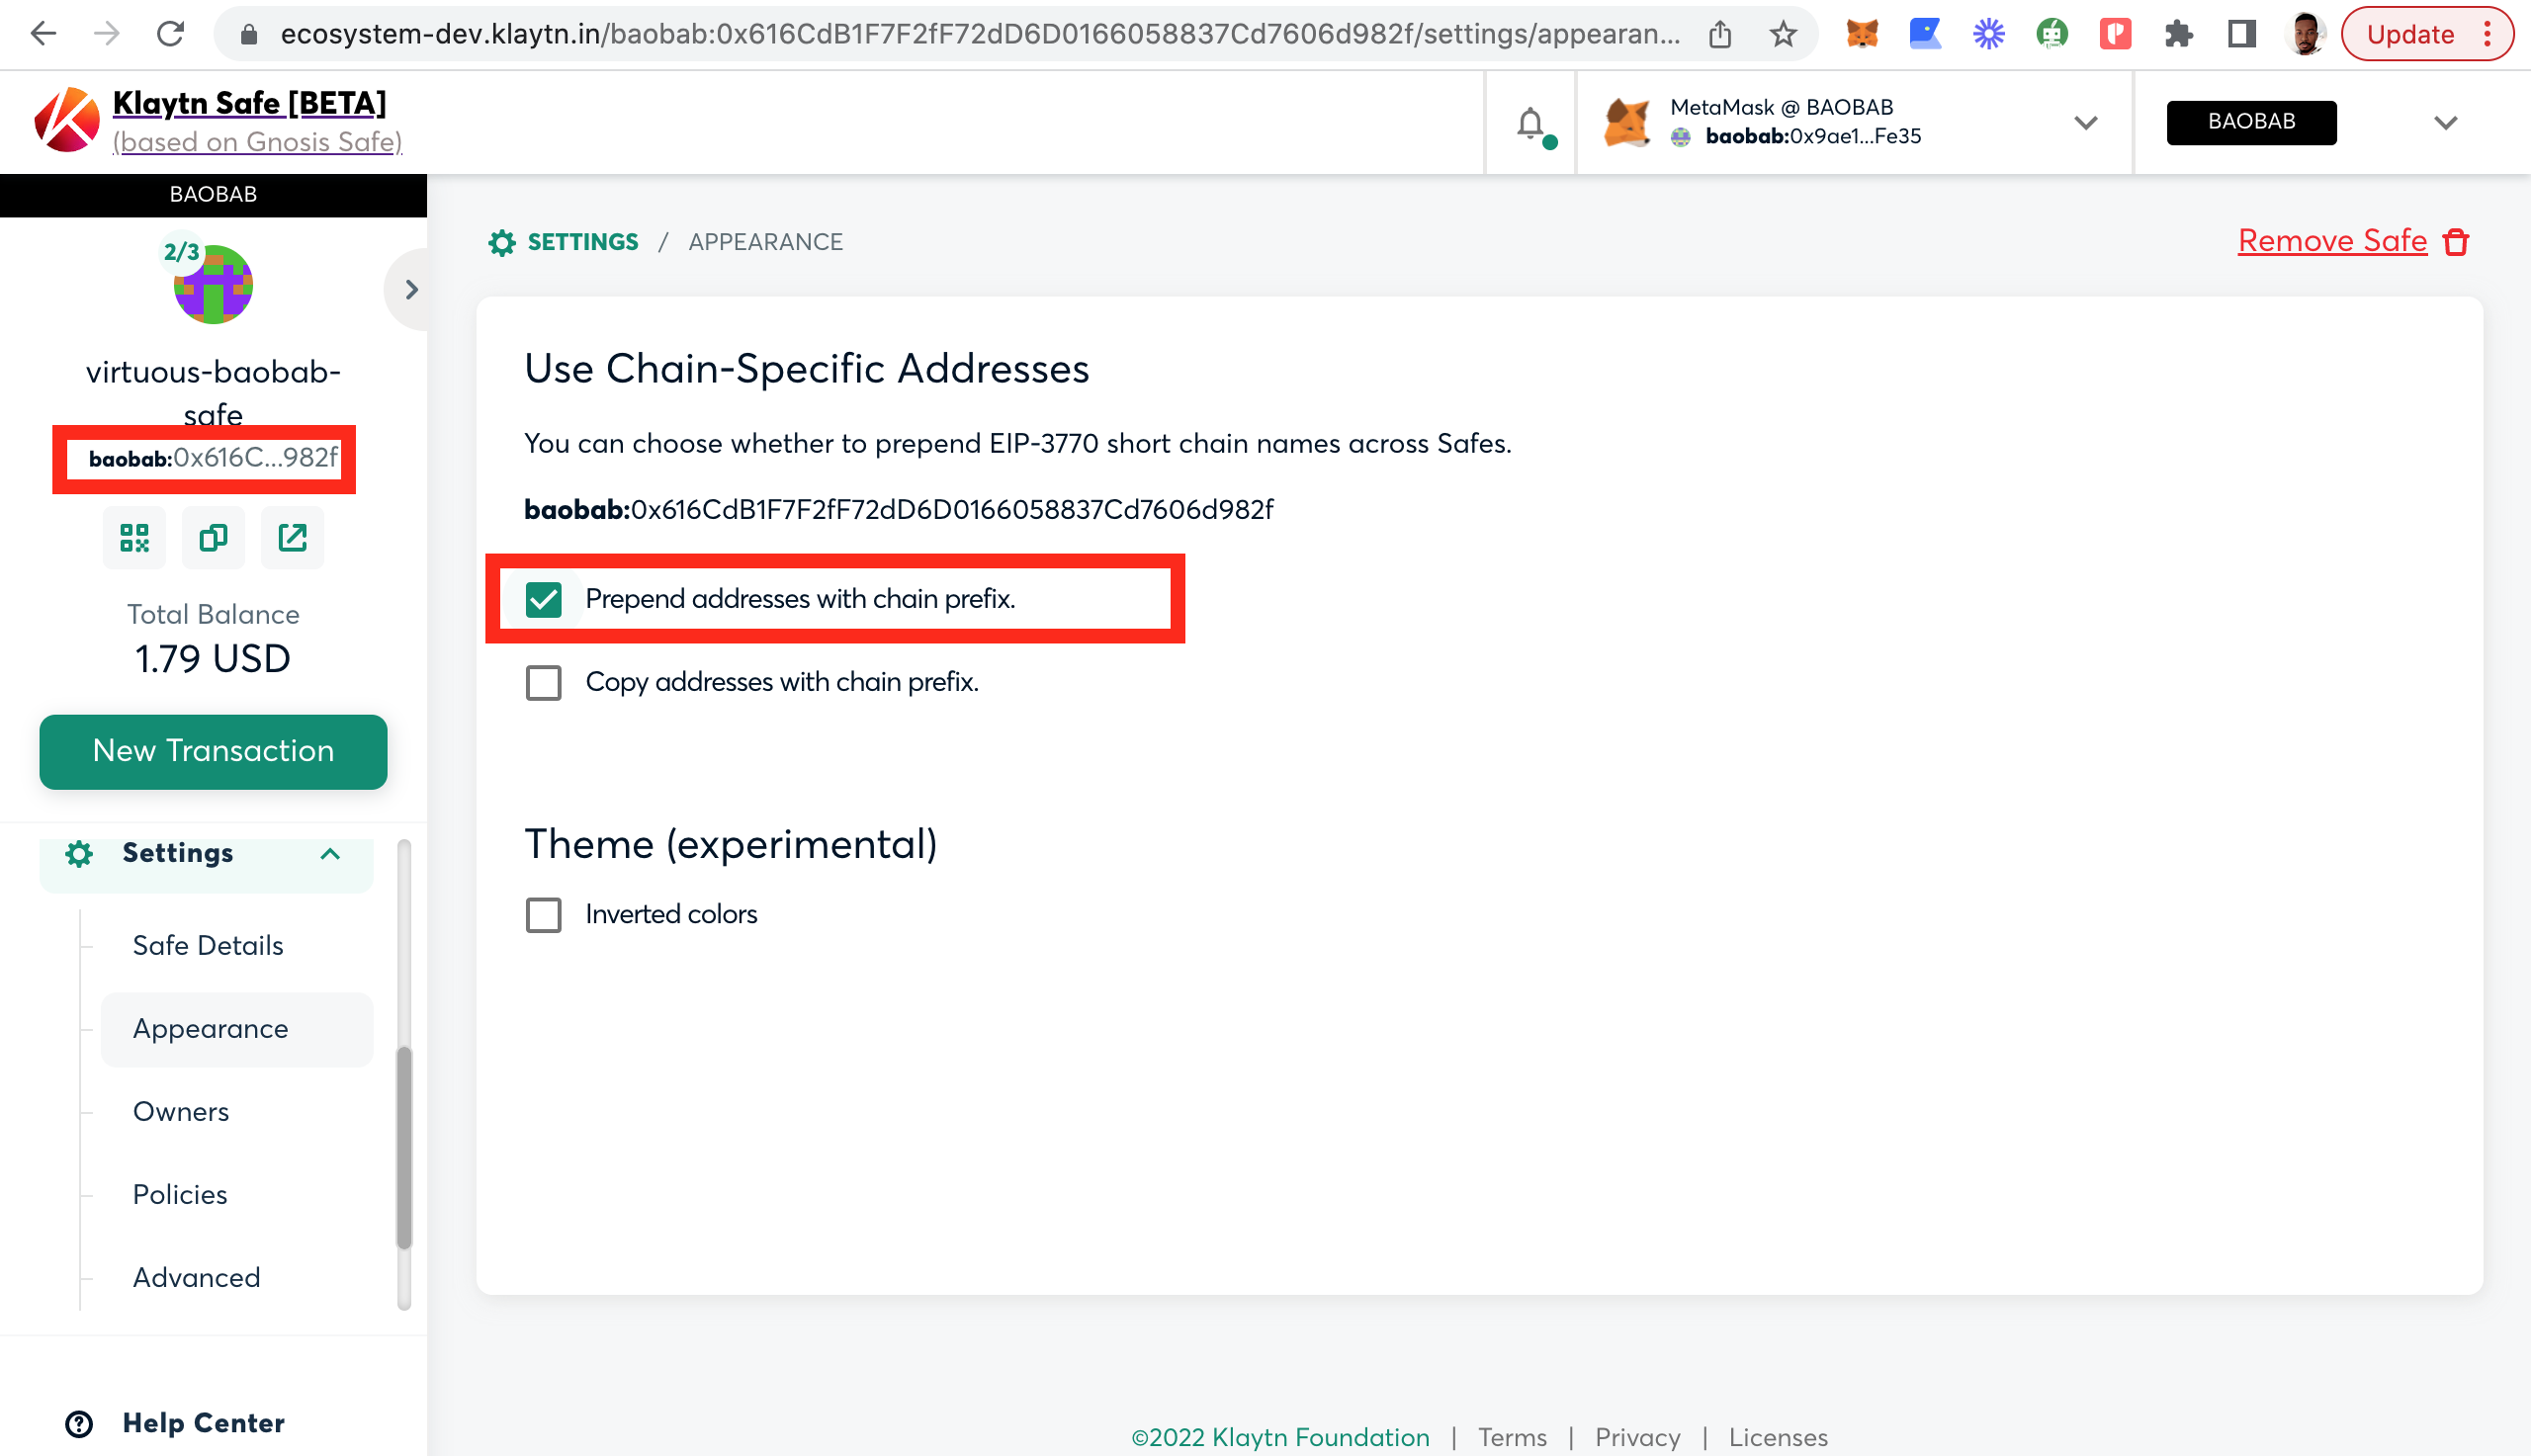 ecosystem-dev.klaytn.in/baobab:0x616CdB1F7F2fF72dD6D0166058837Cd7606d982f/settings/appearan...
Update
Klaytn Safe [BETA]
(based on Gnosis Safe)
MetaMask @ BAOBAB
baobab:0x9ae1...Fe35
BAOBAB
BAOBAB
2/3
virtuous-baobab-
safe
baobab:0x616C...982f
Total Balance
1.79 USD
New Transaction
Settings
Safe Details
Appearance
Owners
Policies
Advanced
Help Center
SETTINGS / APPEARANCE
Remove Safe
Use Chain-Specific Addresses
You can choose whether to prepend EIP-3770 short chain names across Safes.
baobab:0x616CdB1F7F2fF72dD6D0166058837Cd7606d982f
Prepend addresses with chain prefix.
Copy addresses with chain prefix.
Theme (experimental)
Inverted colors
©2022 Klaytn Foundation | Terms | Privacy | Licenses